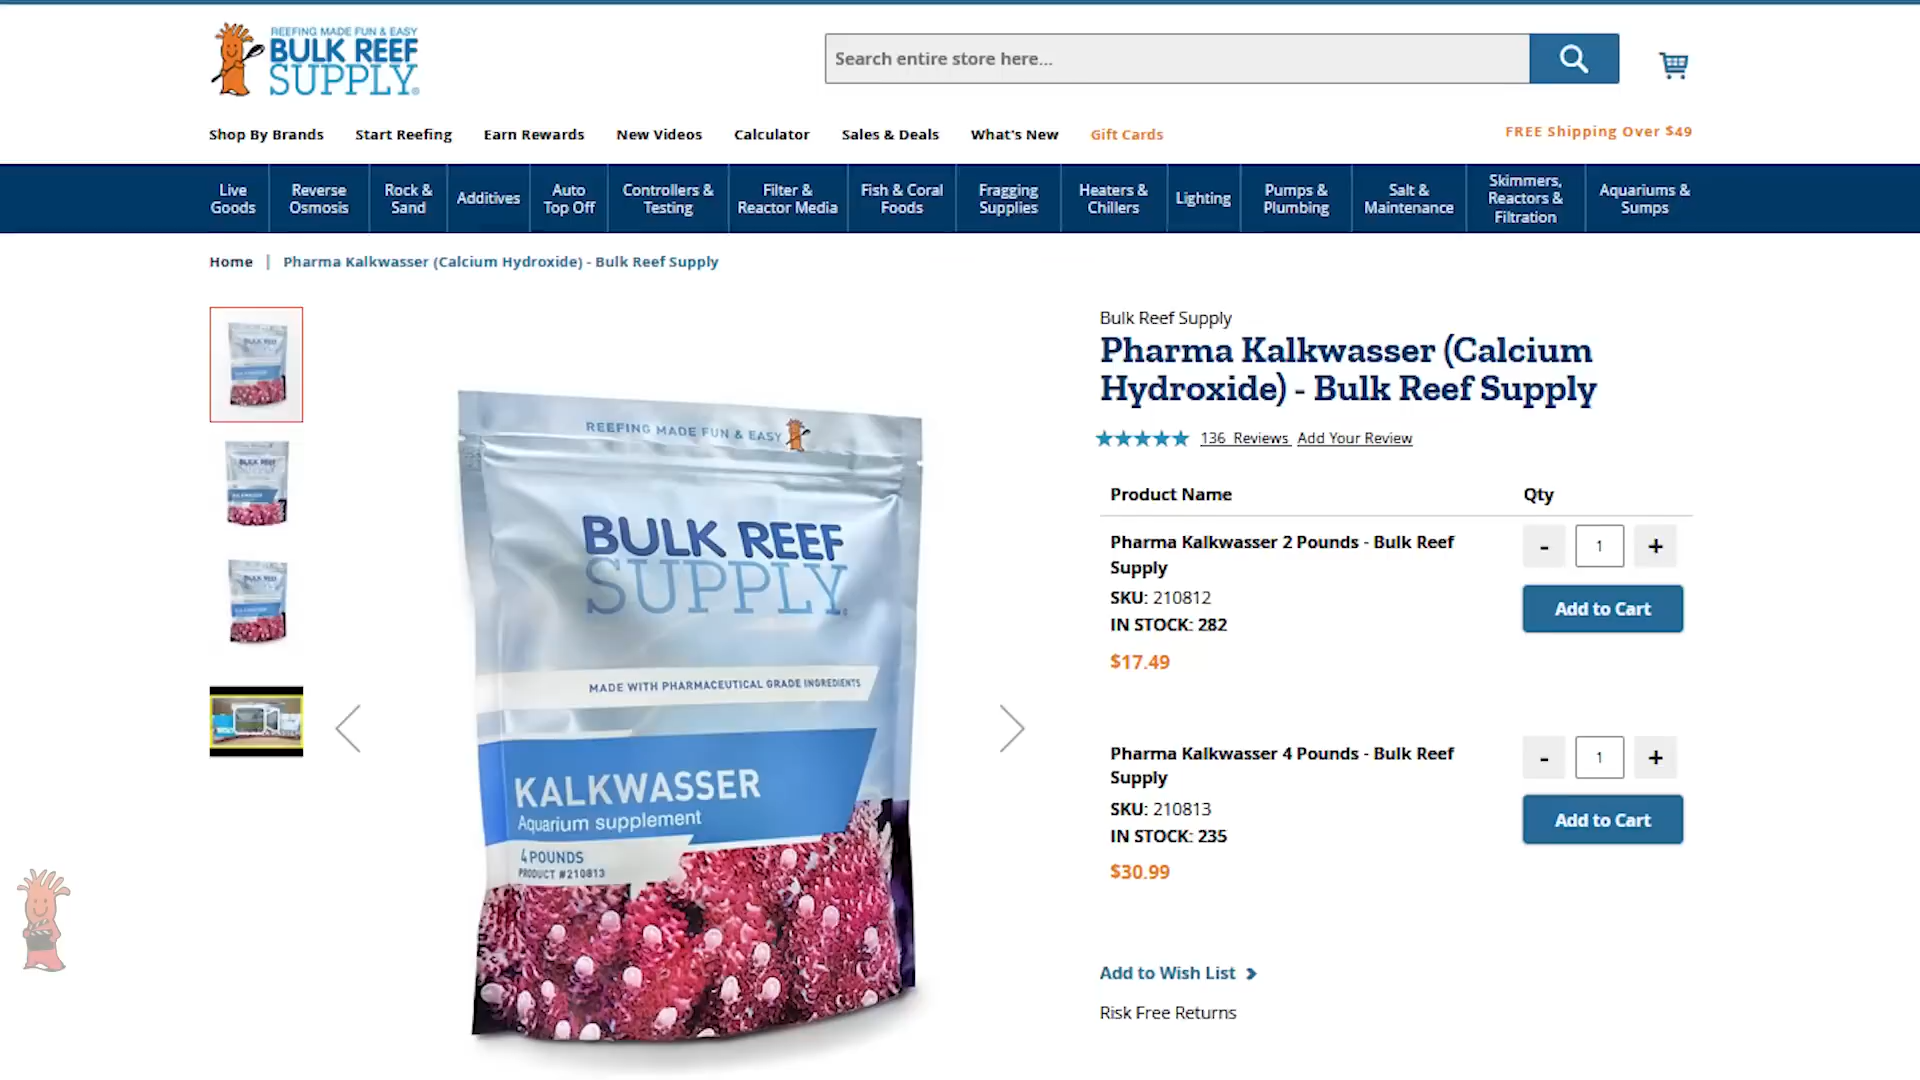 REEFING MADE FUN & EASY
BULK REEF
SUPPLY
Search entire store here...
Shop By Brands
Start Reefing
Earn Rewards
New Videos
Calculator
Sales & Deals
What's New
Gift Cards
FREE Shipping Over $49
Live
Goods
Reverse
Osmosis
Rock &
Sand
Additives
Auto
Top Off
Controllers &
Testing
Filter &
Reactor Media
Fish & Coral
Foods
Fragging
Supplies
Heaters &
Chillers
Lighting
Pumps &
Plumbing
Salt &
Maintenance
Skimmers,
Reactors &
Filtration
Aquariums &
Sumps
Home | Pharma Kalkwasser (Calcium Hydroxide) - Bulk Reef Supply
REEFING MADE FUN & EASY
BULK REEF
SUPPLY
MADE WITH PHARMACEUTICAL GRADE INGREDIENTS
KALKWASSER
Aquarium supplement
4 POUNDS
PRODUCT #210813
Bulk Reef Supply
Pharma Kalkwasser (Calcium
Hydroxide) - Bulk Reef Supply
136 Reviews Add Your Review
Product Name Qty
Pharma Kalkwasser 2 Pounds - Bulk Reef
Supply
SKU: 210812
IN STOCK: 282
$17.49
- 1 +
Add to Cart
Pharma Kalkwasser 4 Pounds - Bulk Reef
Supply
SKU: 210813
IN STOCK: 235
$30.99
- 1 +
Add to Cart
Add to Wish List
Risk Free Returns